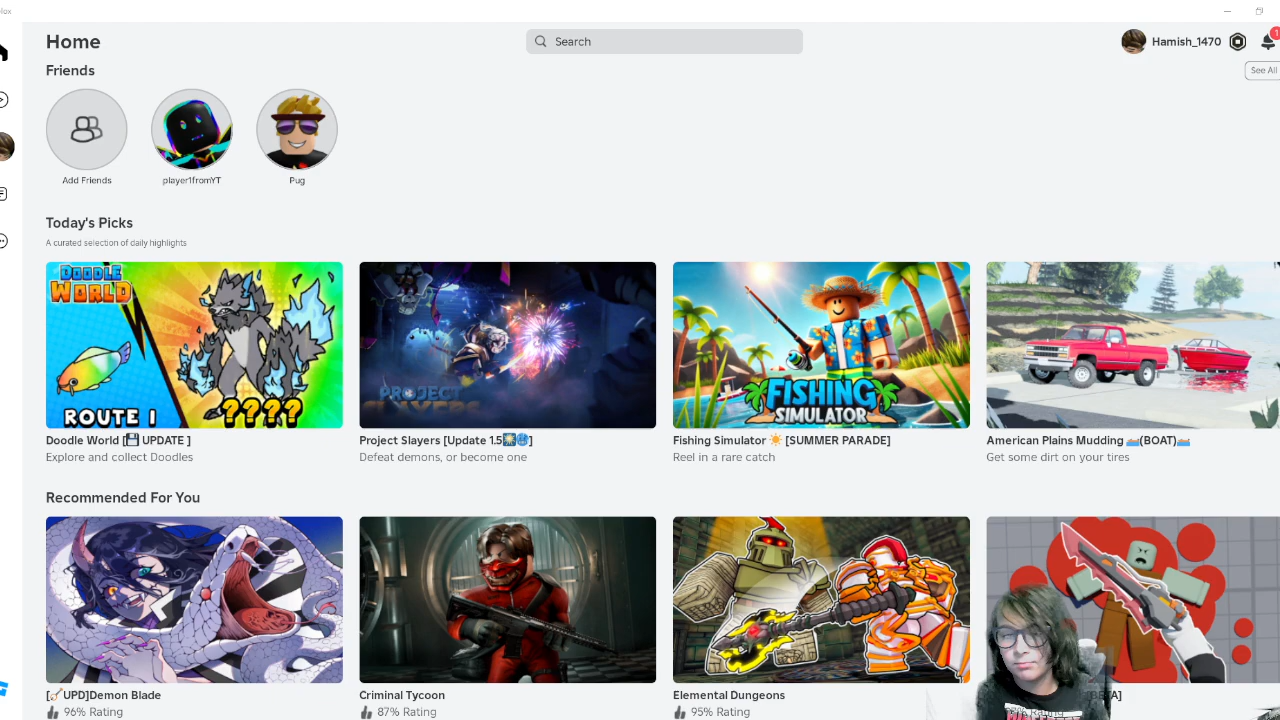 Home
Search
Hamish_1470
1
Friends
See All
Add Friends
player1fromYT
Pug
Today's Picks
A curated selection of daily highlights
DOODLE
WORLD
ROUTE 1
????
PROJECT
SLAYERS
FISHING
SIMULATOR
Doodle World [💾 UPDATE ]
Project Slayers [Update 1.5
Fishing Simulator ☀️ [SUMMER PARADE]
American Plains Mudding 🚤(BOAT)🚤
Explore and collect Doodles
Defeat demons, or become one
Reel in a rare catch
Get some dirt on your tires
Recommended For You
[UPD]Demon Blade
Criminal Tycoon
Elemental Dungeons
96% Rating
87% Rating
95% Rating